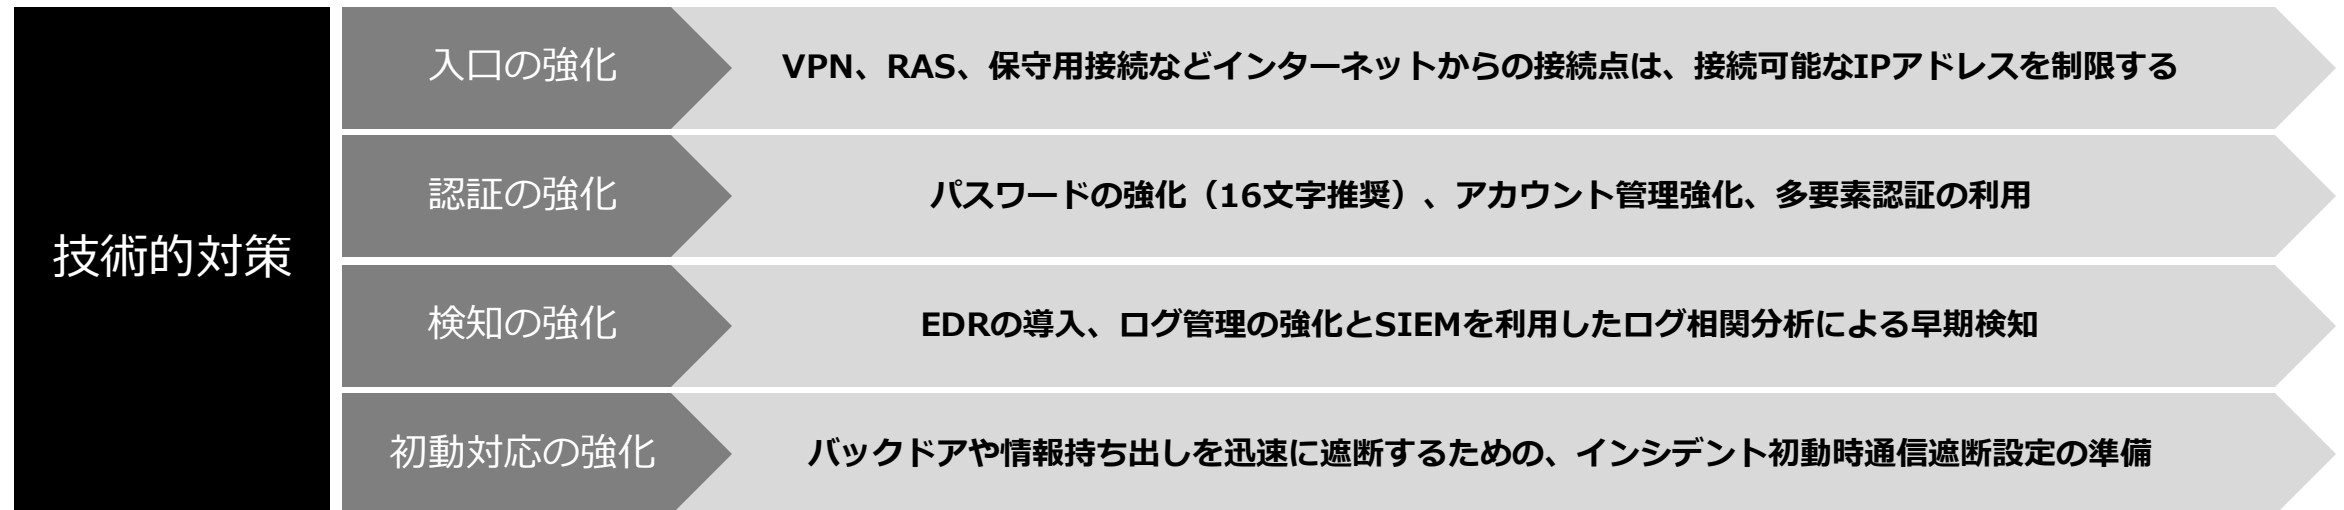 技術的対策
入口の強化
VPN、RAS、保守用接続などインターネットからの接続点は、接続可能なIPアドレスを制限する
認証の強化
パスワードの強化（16文字推奨）、アカウント管理強化、多要素認証の利用
検知の強化
EDRの導入、ログ管理の強化とSIEMを利用したログ相関分析による早期検知
初動対応の強化
バックドアや情報持ち出しを迅速に遮断するための、インシデント初動時通信遮断設定の準備